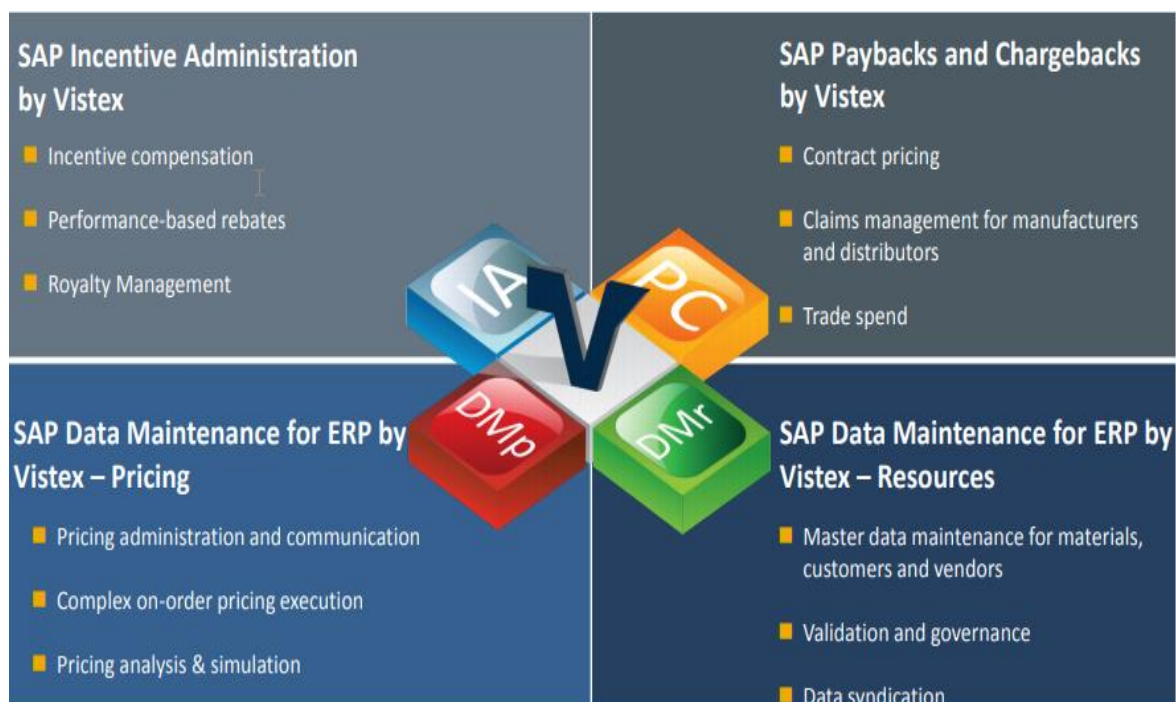 SAP Incentive Administration
by Vistex
Incentive compensation
Performance-based rebates
Royalty Management
SAP Paybacks and Chargebacks
by Vistex
Contract pricing
Claims management for manufacturers
and distributors
Trade spend
IA
V
PC
DMp
DMr
SAP Data Maintenance for ERP by
Vistex – Pricing
Pricing administration and communication
Complex on-order pricing execution
Pricing analysis & simulation
SAP Data Maintenance for ERP by
Vistex – Resources
Master data maintenance for materials,
customers and vendors
Validation and governance
Data syndication